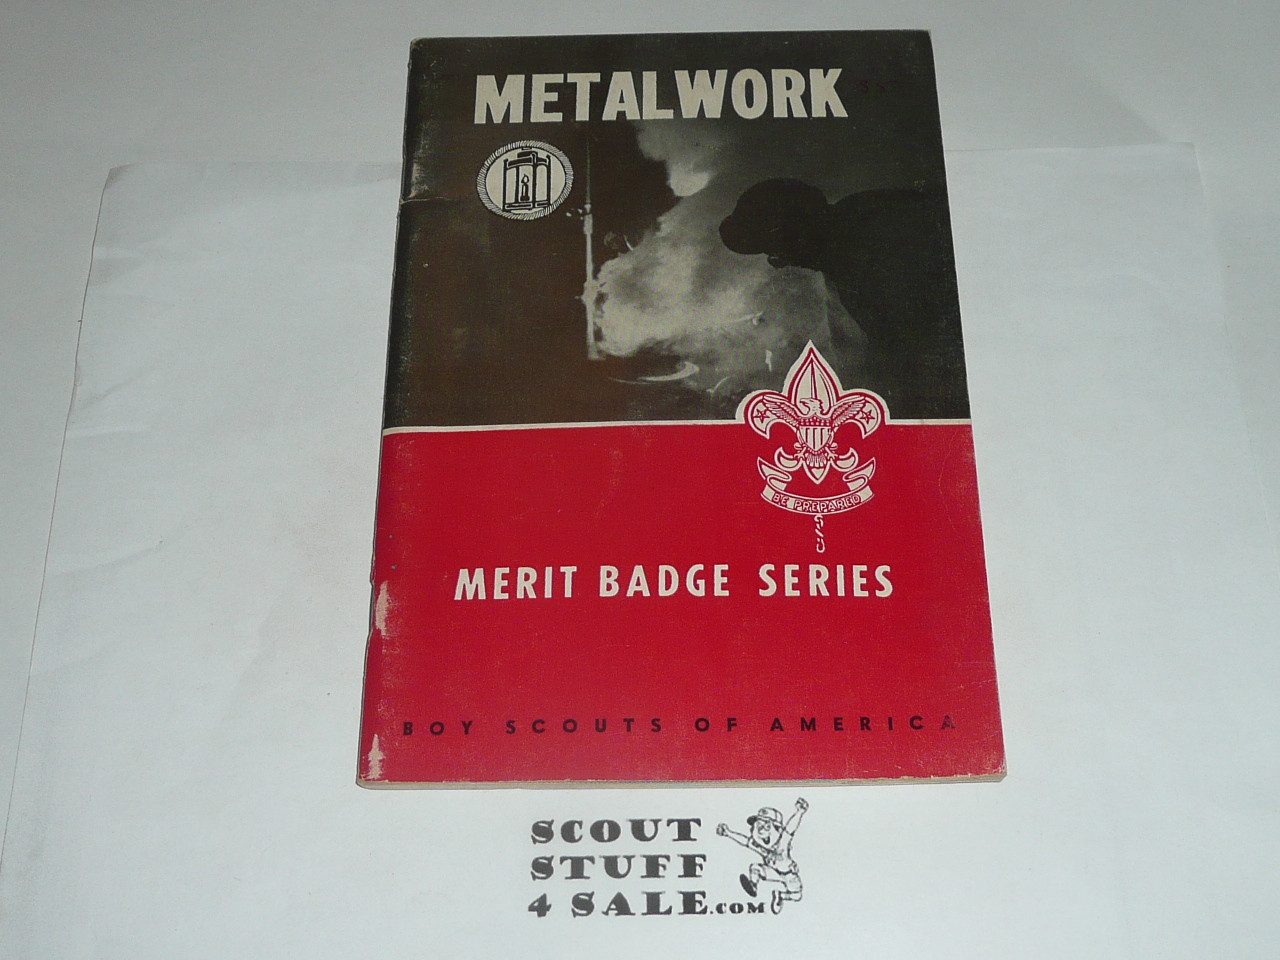 METALWORK
BE PREPARED
MERIT BADGE SERIES
BOY SCOUTS OF AMERICA
SCOUT
STUFF
4 SALE.COM